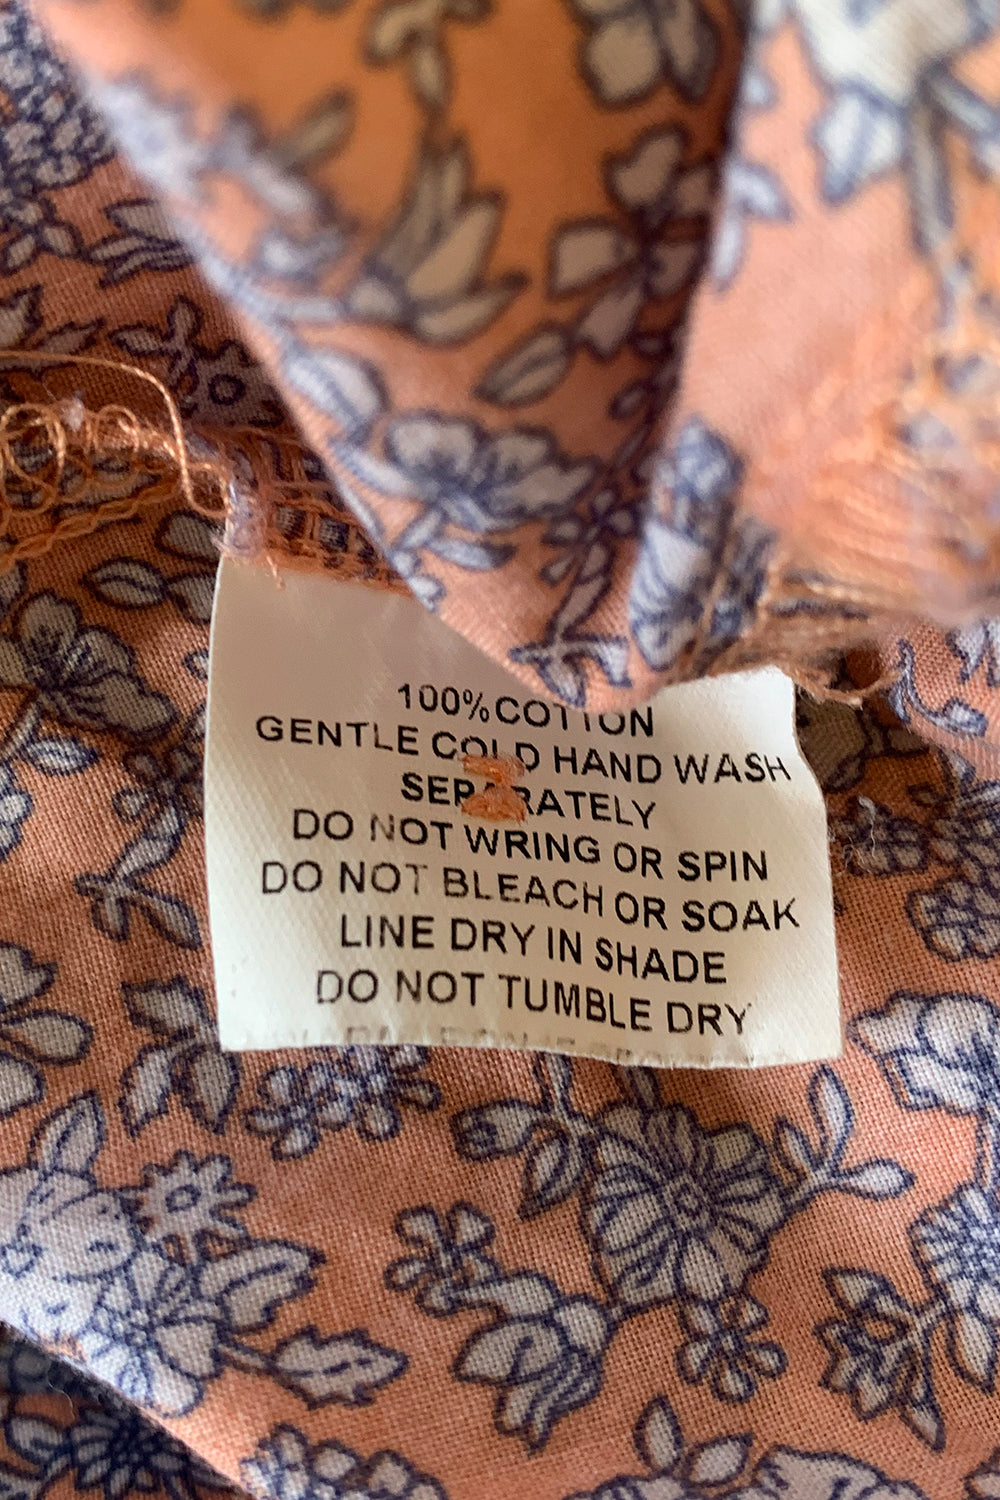 100%COTTON
GENTLE COLD HAND WASH
SEPARATELY
DO NOT WRING OR SPIN
DO NOT BLEACH OR SOAK
LINE DRY IN SHADE
DO NOT TUMBLE DRY